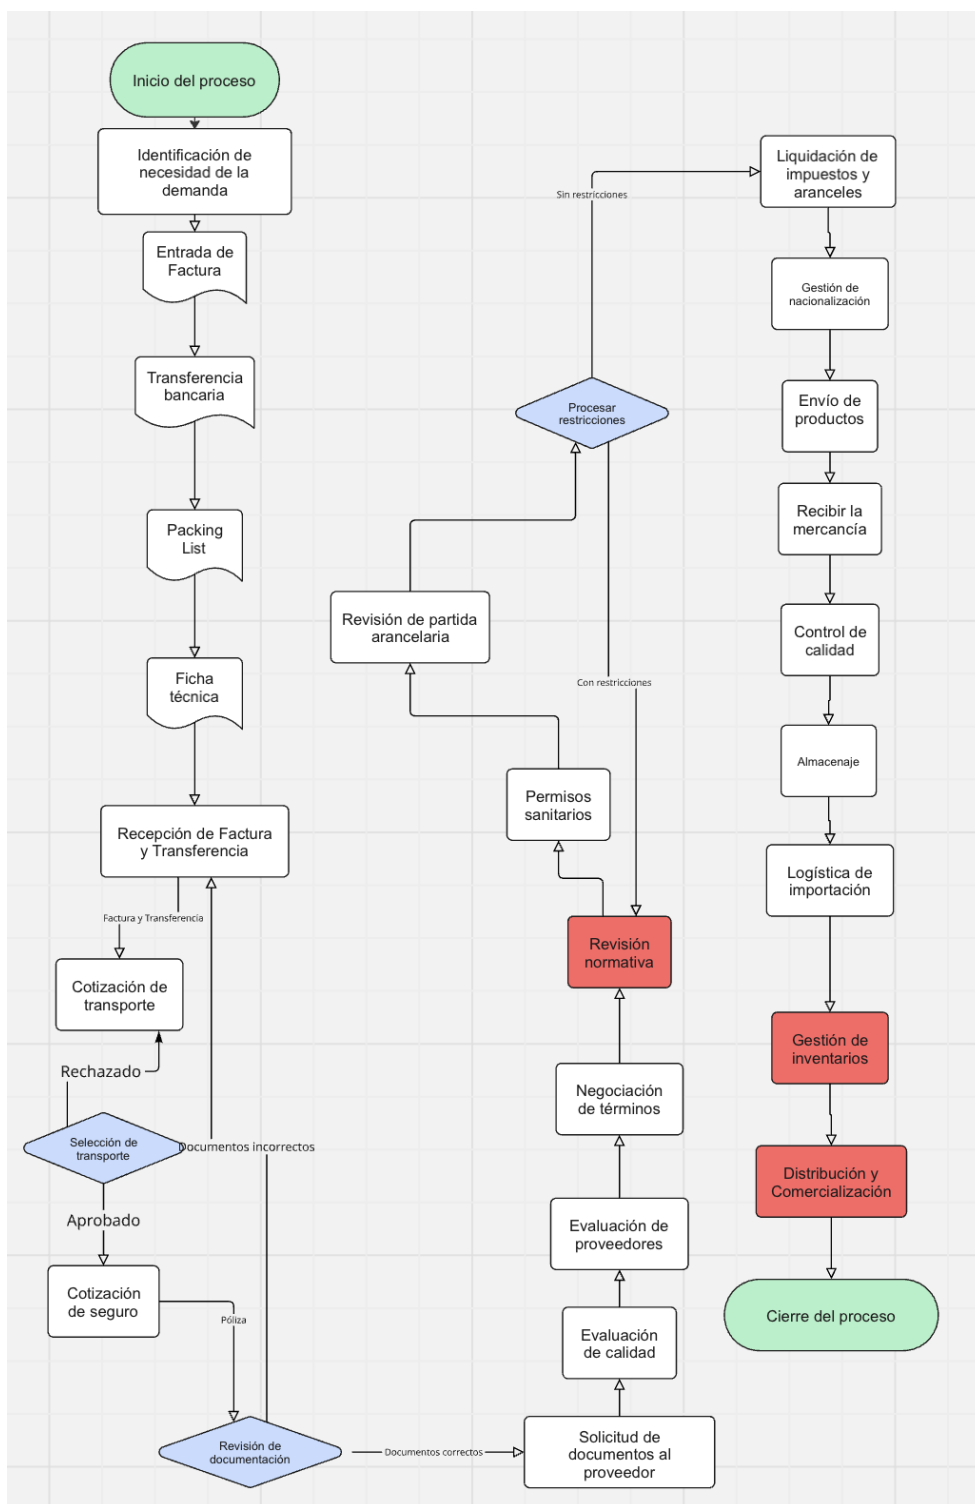 Inicio del proceso
Identificación de
necesidad de la
demanda
Entrada de
Factura
Transferencia
bancaria
Packing
List
Ficha
técnica
Recepción de Factura
y Transferencia
Factura y Transferencia
Cotización de
transporte
Rechazado
Selección de
transporte
Documentos incorrectos
Aprobado
Cotización
de seguro
Póliza
Revisión de
documentación
Documentos correctos
Solicitud de
documentos al
proveedor
Evaluación
de calidad
Evaluación de
proveedores
Negociación
de términos
Revisión
normativa
Permisos
sanitarios
Revisión de partida
arancelaria
Procesar
restricciones
Con restricciones
Sin restricciones
Liquidación de
impuestos y
aranceles
Gestión de
nacionalización
Envío de
productos
Recibir la
mercancía
Control de
calidad
Almacenaje
Logística de
importación
Gestión de
inventarios
Distribución y
Comercialización
Cierre del proceso